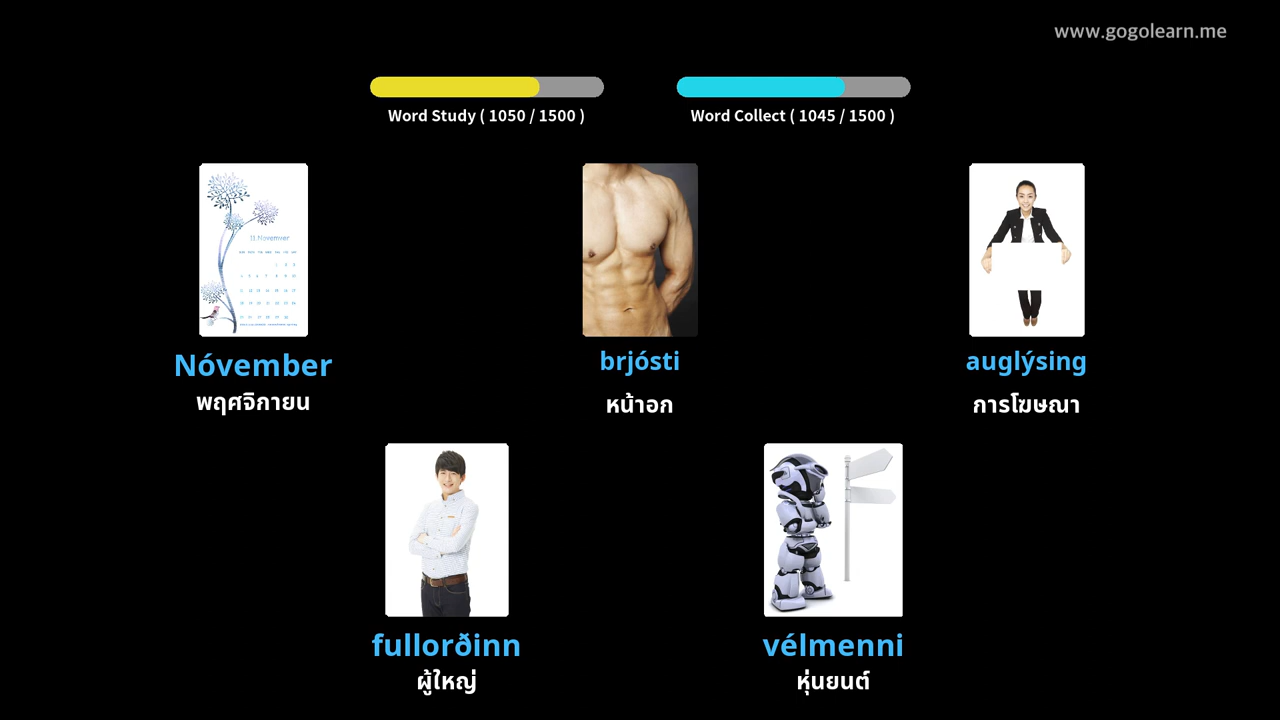 www.gogolearn.me
Word Study ( 1050 / 1500 )
Word Collect ( 1045 / 1500 )
11.Novemver
Nóvember
brjósti
auglýsing
พฤศจิกายน
หน้าอก
การโฆษณา
fullorðinn
vélmenni
ผู้ใหญ่
หุ่นยนต์